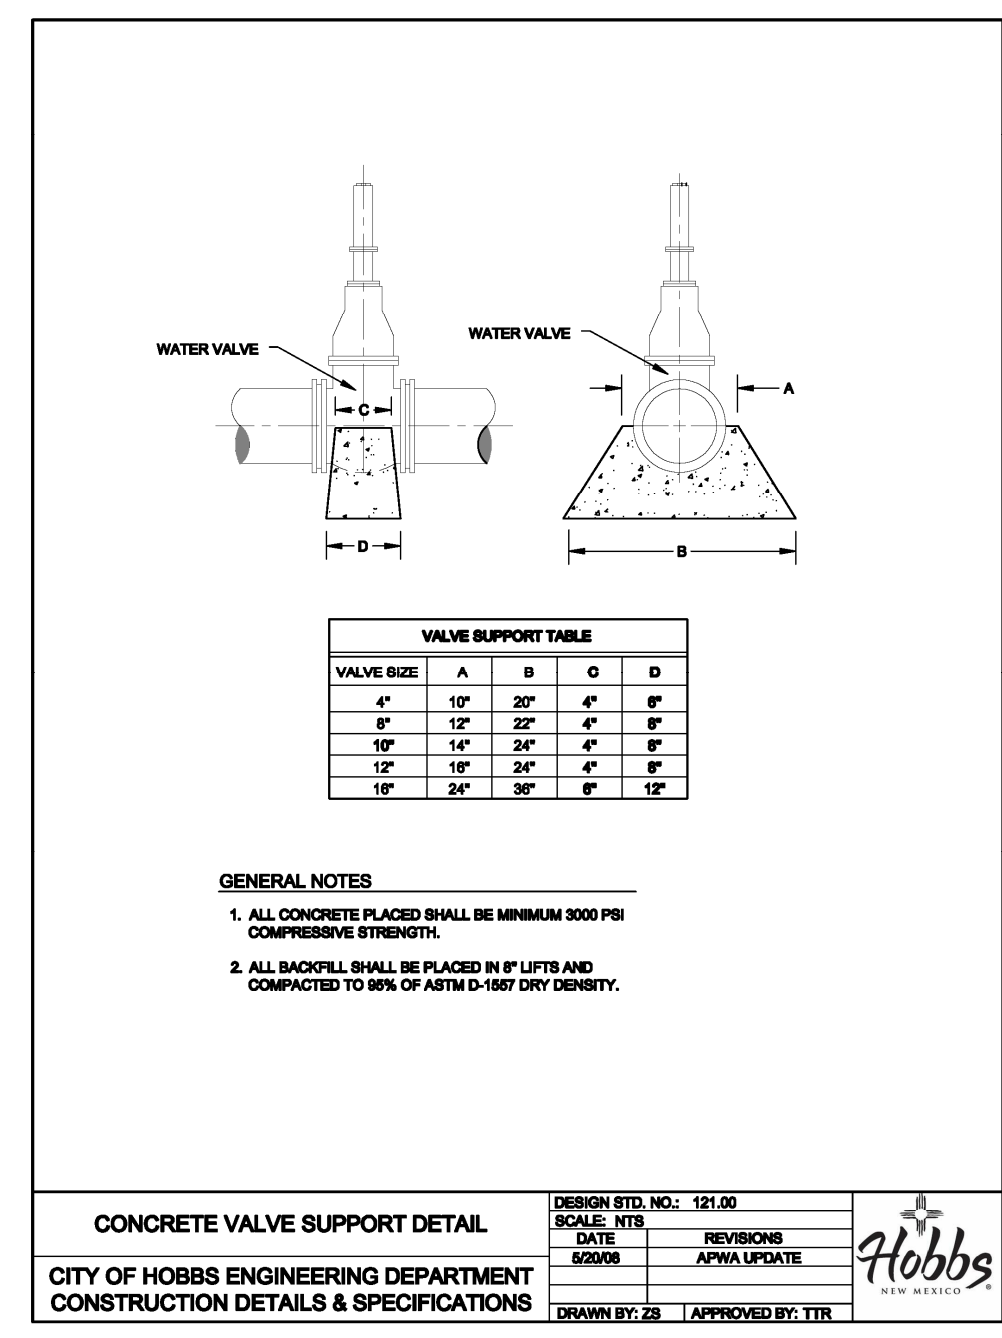 WATER VALVE
WATER VALVE
A
C
D
B
VALVE SUPPORT TABLE
VALVE SIZE A B C D
4" 10" 20" 4" 6"
8" 12" 22" 4" 8"
10" 14" 24" 4" 8"
12" 16" 24" 4" 8"
16" 24" 36" 6" 12"
GENERAL NOTES
1. ALL CONCRETE PLACED SHALL BE MINIMUM 3000 PSI
COMPRESSIVE STRENGTH.
2. ALL BACKFILL SHALL BE PLACED IN 8" LIFTS AND
COMPACTED TO 95% OF ASTM D-1557 DRY DENSITY.
CONCRETE VALVE SUPPORT DETAIL
CITY OF HOBBS ENGINEERING DEPARTMENT
CONSTRUCTION DETAILS & SPECIFICATIONS
DESIGN STD. NO.: 121.00
SCALE: NTS
DATE REVISIONS
5/20/08 APWA UPDATE
DRAWN BY: ZS APPROVED BY: TTR
Hobbs®
NEW MEXICO